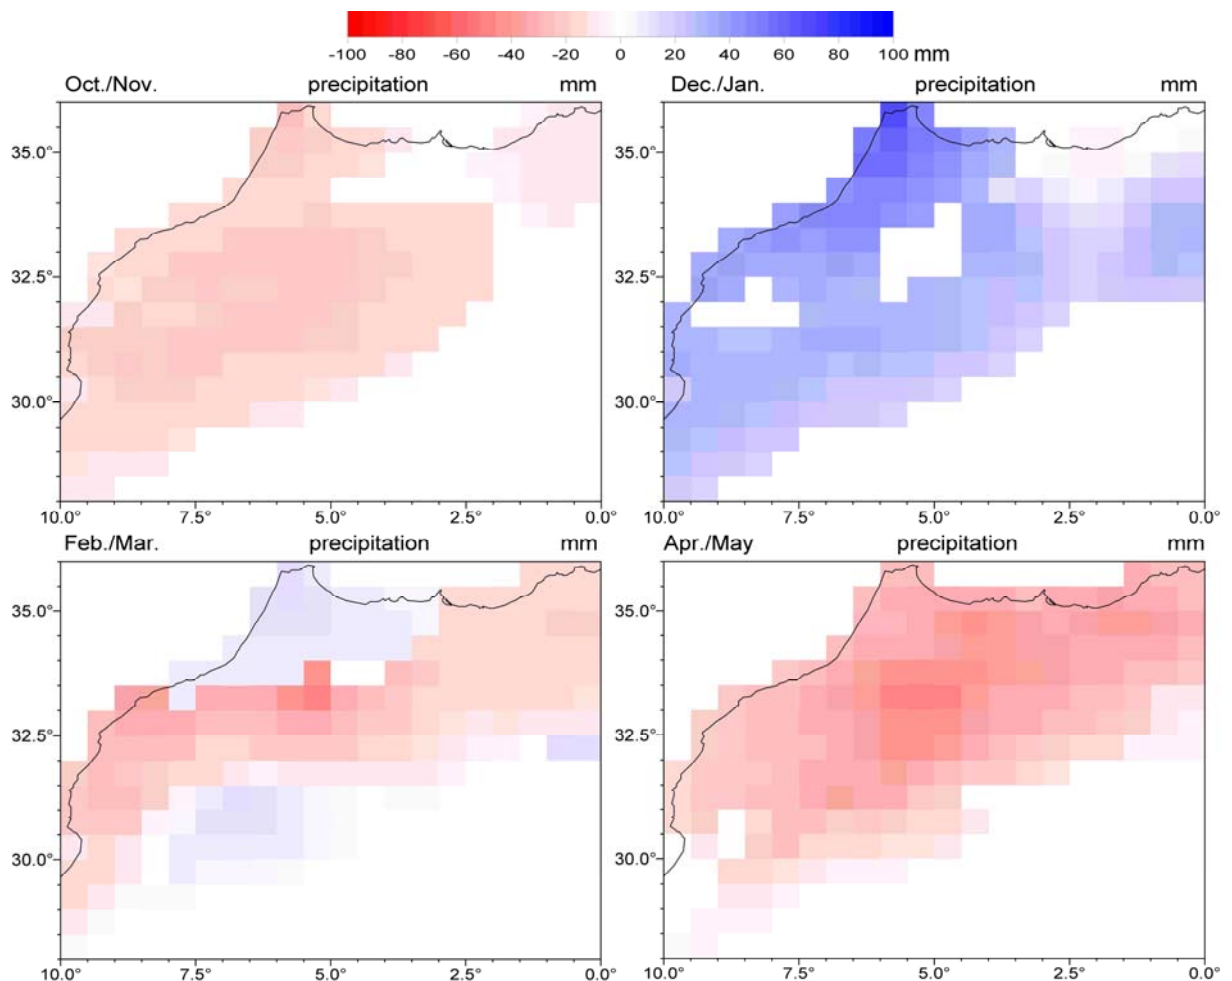 -100 -80 -60 -40 -20 0 20 40 60 80 100 mm
Oct./Nov. precipitation mm
Dec./Jan. precipitation mm
35.0°
32.5°
30.0°
10.0° 7.5° 5.0° 2.5° 0.0°
35.0°
32.5°
30.0°
10.0° 7.5° 5.0° 2.5° 0.0°
Feb./Mar. precipitation mm
Apr./May precipitation mm
35.0°
32.5°
30.0°
10.0° 7.5° 5.0° 2.5° 0.0°
35.0°
32.5°
30.0°
10.0° 7.5° 5.0° 2.5° 0.0°